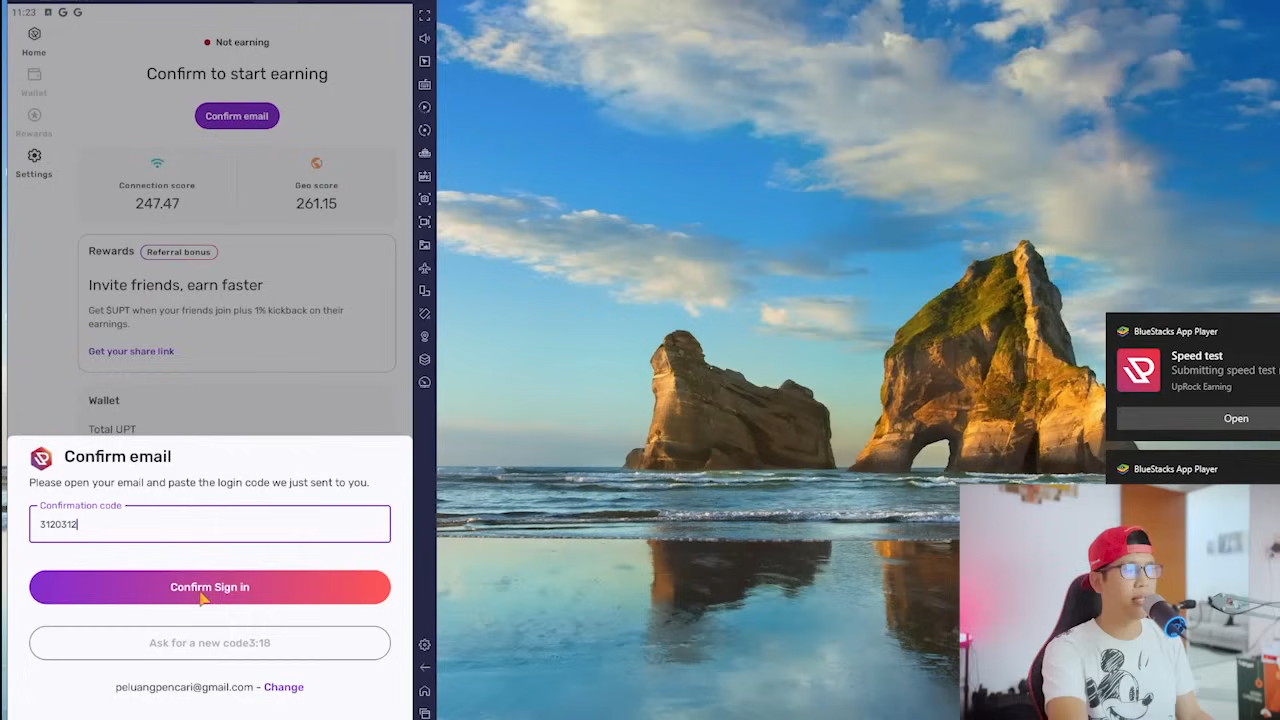 11:23
Home
Wallet
Rewards
Settings
Not earning
Confirm to start earning
Confirm email
Connection score
247.47
Geo score
261.15
Rewards Referral bonus
Invite friends, earn faster
Get $UPT when your friends join plus 1% kickback on their
earnings.
Get your share link
Wallet
Total UPT
Confirm email
Please open your email and paste the login code we just sent to you.
Confirmation code
3120312
Confirm Sign in
Ask for a new code3:18
peluangpencari@gmail.com - Change
BlueStacks App Player
Speed test
Submitting speed test
UpRock Earning
Open
BlueStacks App Player